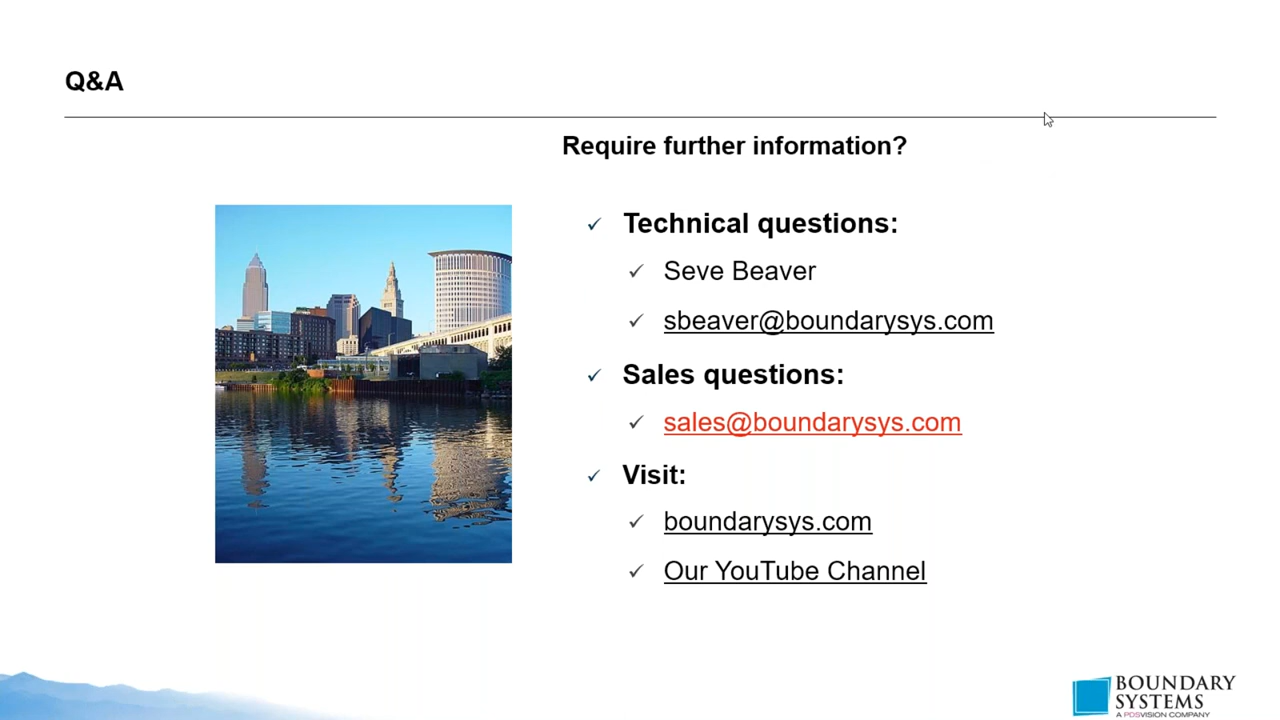 Q&A
Require further information?
Technical questions:
Seve Beaver
sbeaver@boundarysys.com
Sales questions:
sales@boundarysys.com
Visit:
boundarysys.com
Our YouTube Channel
BOUNDARY
SYSTEMS
A PDSVISION COMPANY